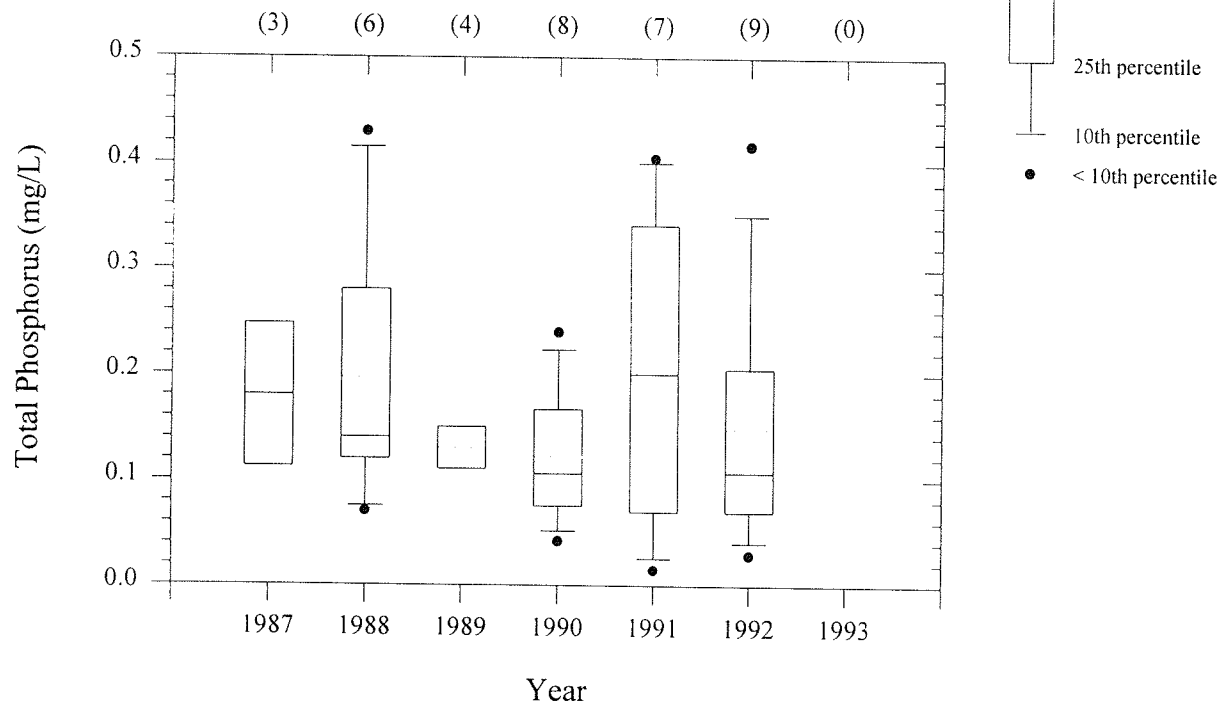 (3) (6) (4) (8) (7) (9) (0)
0.5
0.4
0.3
0.2
0.1
0.0
Total Phosphorus (mg/L)
1987 1988 1989 1990 1991 1992 1993
Year
25th percentile
10th percentile
< 10th percentile